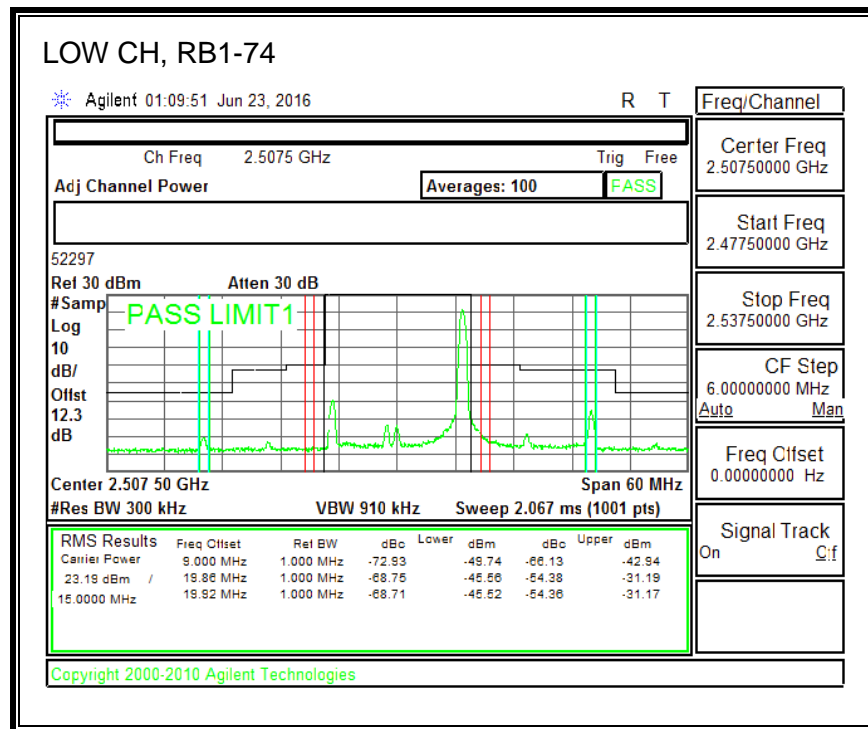 LOW CH, RB1-74
Agilent 01:09:51 Jun 23, 2016 R T
Freq/Channel
Ch Freq 2.5075 GHz Trig Free
Adj Channel Power Averages: 100 PASS
Center Freq
2.50750000 GHz
Start Freq
2.47750000 GHz
Stop Freq
2.53750000 GHz
CF Step
6.00000000 MHz
Auto Man
Freq Offset
0.00000000 Hz
Signal Track
On Off
52297
Ref 30 dBm Atten 30 dB
#Samp
Log
10
dB/
Offst
12.3
dB
PASS LIMIT1
Center 2.507 50 GHz Span 60 MHz
#Res BW 300 kHz VBW 910 kHz Sweep 2.067 ms (1001 pts)
RMS Results Freq Offset Ref BW dBc Lower dBm dBc Upper dBm
Carrier Power 9.000 MHz 1.000 MHz -72.93 -49.74 -66.13 -42.94
23.19 dBm / 19.86 MHz 1.000 MHz -68.75 -45.56 -54.38 -31.19
15.0000 MHz 19.92 MHz 1.000 MHz -68.71 -45.52 -54.36 -31.17
Copyright 2000-2010 Agilent Technologies